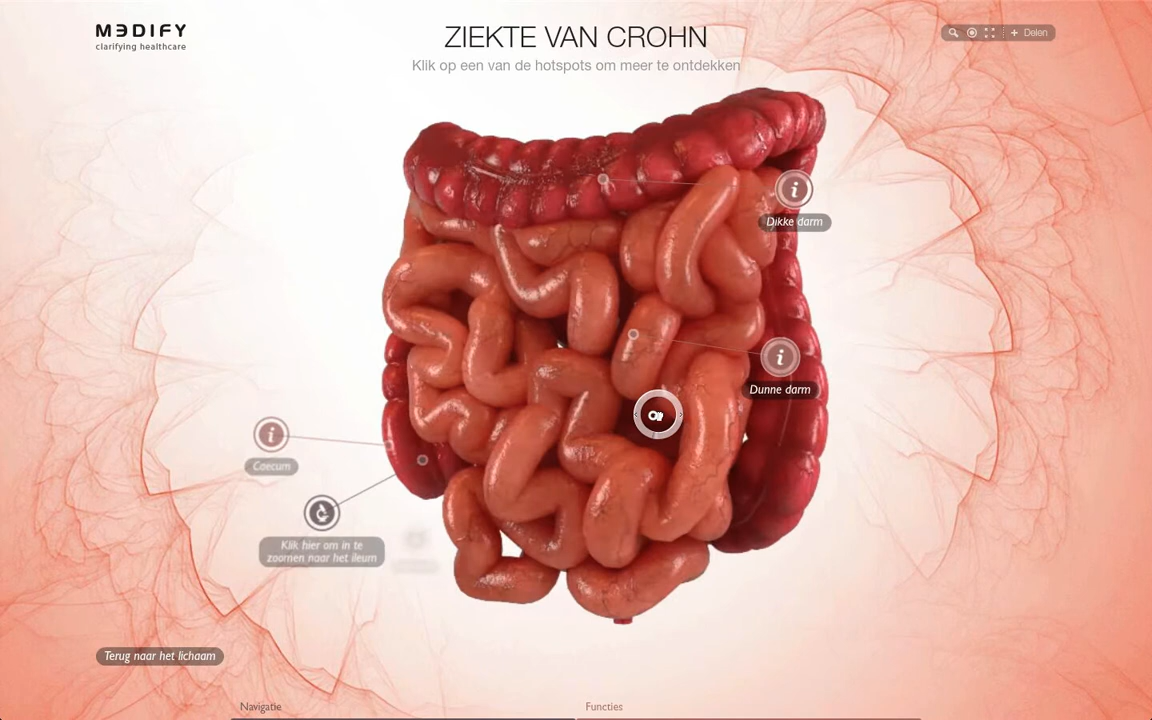 MEDIFY
clarifying healthcare
ZIEKTE VAN CROHN
Klik op een van de hotspots om meer te ontdekken
+ Delen
i
Dikke darm
i
Dunne darm
i
Caecum
Klik hier om in te
zoomen naar het ileum
Terug naar het lichaam
Navigatie
Functies